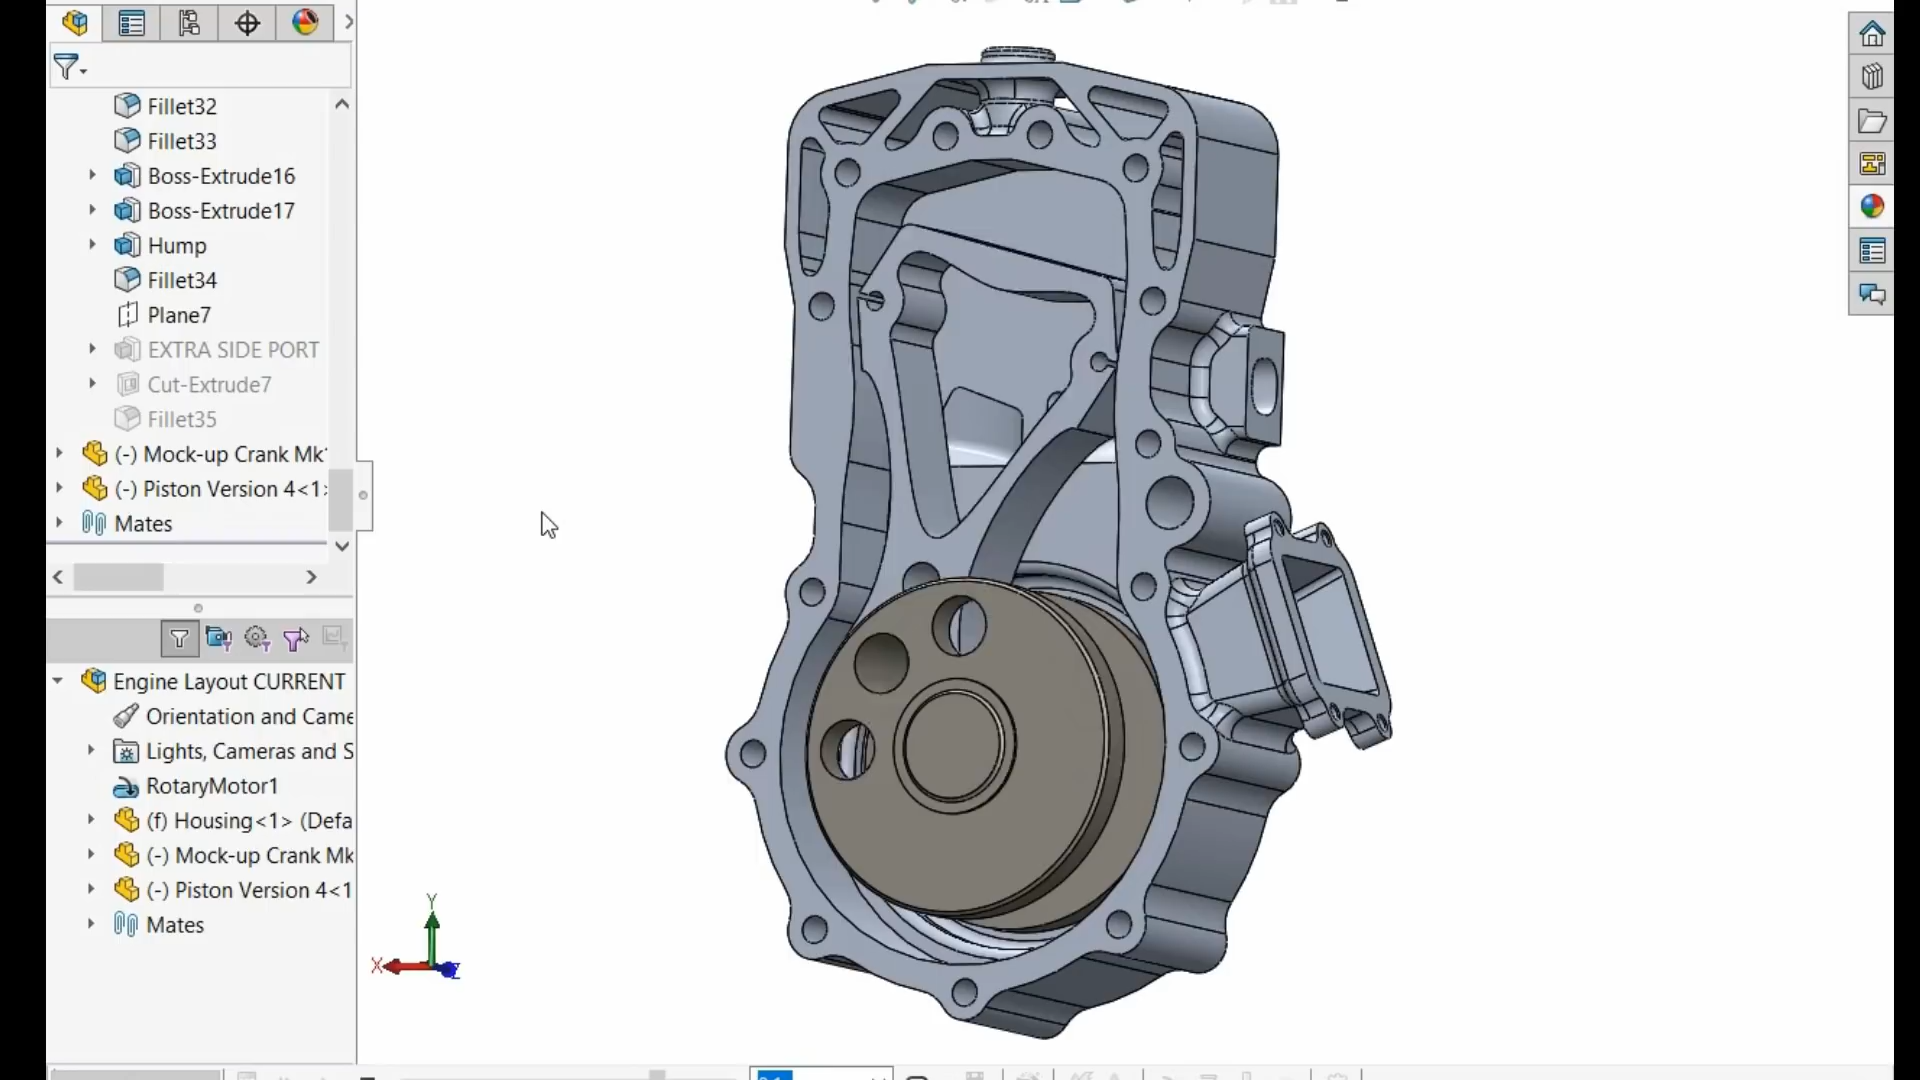 Fillet32
Fillet33
Boss-Extrude16
Boss-Extrude17
Hump
Fillet34
Plane7
EXTRA SIDE PORT
Cut-Extrude7
Fillet35
(-) Mock-up Crank Mk
(-) Piston Version 4<1>
Mates
Engine Layout CURRENT
Orientation and Came
Lights, Cameras and S
RotaryMotor1
(f) Housing<1> (Defa
(-) Mock-up Crank Mk
(-) Piston Version 4<1
Mates
Y
X
Z